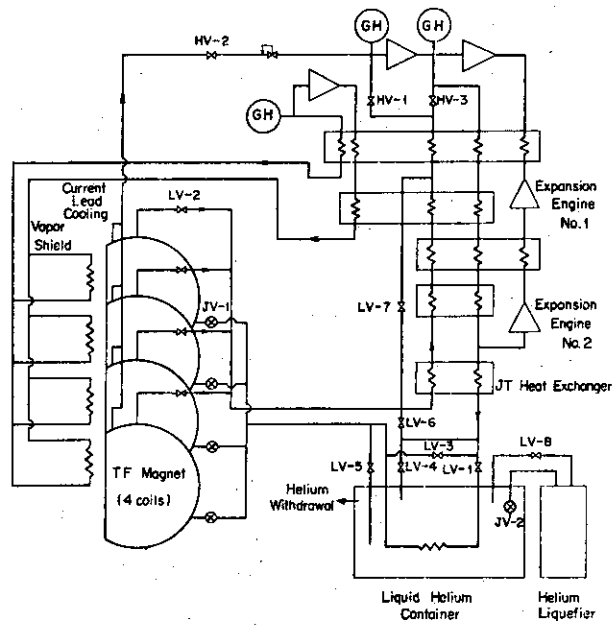 GH
GH
HV-2
HV-1
HV-3
GH
Current
Lead
Cooling
LV-2
Vapor
Shield
Expansion
Engine
No.1
JV-1
LV-7
Expansion
Engine
No.2
JT Heat Exchanger
LV-6
LV-3
LV-8
LV-5
LV-4
LV-1
TF Magnet
(4 coils)
Helium
Withdrawal
JV-2
Liquid Helium
Container
Helium
Liquefier